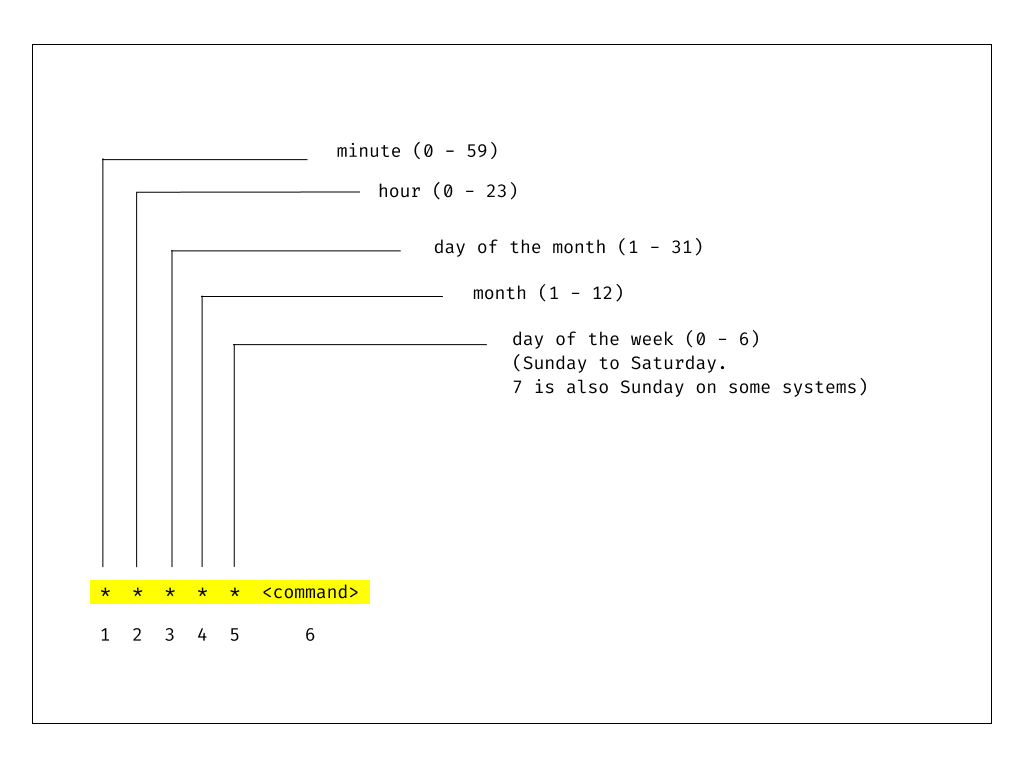 minute (0 – 59)
hour (0 – 23)
day of the month (1 – 31)
month (1 – 12)
day of the week (0 – 6)
(Sunday to Saturday.
7 is also Sunday on some systems)
* * * * * <command>
1 2 3 4 5 6